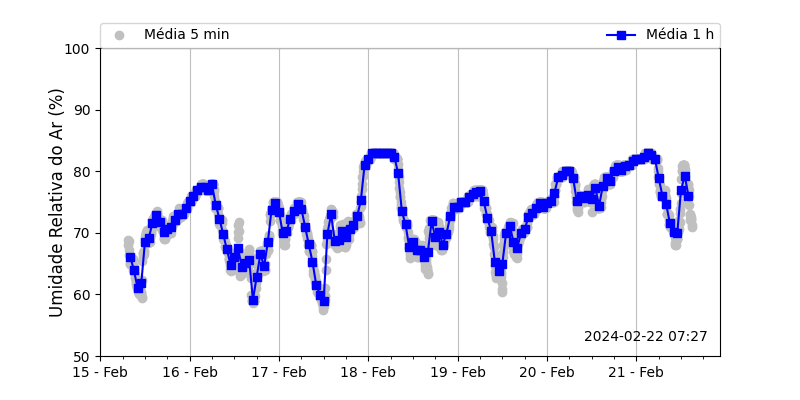 Média 5 min
Média 1 h
Umidade Relativa do Ar (%)
100
90
80
70
60
50
2024-02-22 07:27
15 - Feb
16 - Feb
17 - Feb
18 - Feb
19 - Feb
20 - Feb
21 - Feb